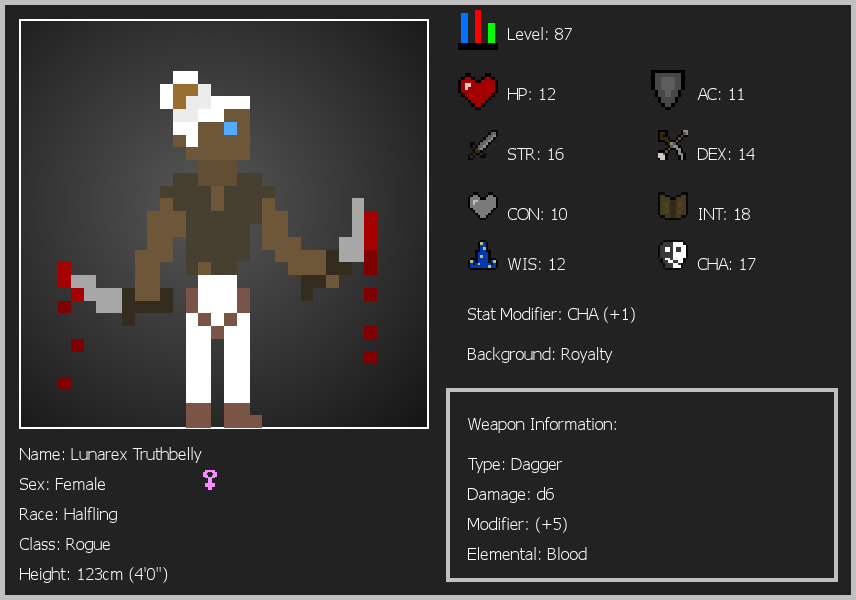 Level: 87
HP: 12
AC: 11
STR: 16
DEX: 14
CON: 10
INT: 18
WIS: 12
CHA: 17
Stat Modifier: CHA (+1)
Background: Royalty
Weapon Information:
Type: Dagger
Damage: d6
Modifier: (+5)
Elemental: Blood
Name: Lunarex Truthbelly
Sex: Female
Race: Halfling
Class: Rogue
Height: 123cm (4'0")